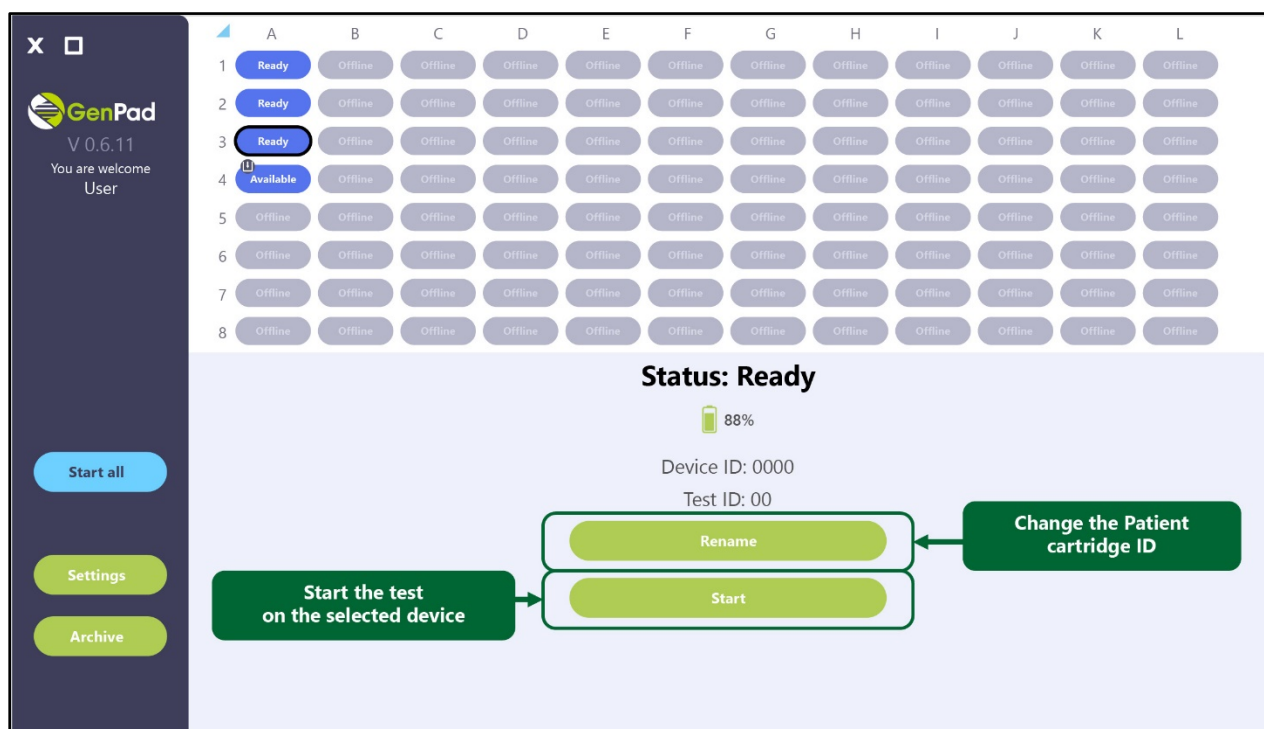 X
GenPad
V 0.6.11
You are welcome
User
Start all
Settings
Archive
A B C D E F G H I J K L
1 Ready Offline Offline Offline Offline Offline Offline Offline Offline Offline Offline Offline
2 Ready Offline Offline Offline Offline Offline Offline Offline Offline Offline Offline Offline
3 Ready Offline Offline Offline Offline Offline Offline Offline Offline Offline Offline Offline
4 Available Offline Offline Offline Offline Offline Offline Offline Offline Offline Offline Offline
5 Offline Offline Offline Offline Offline Offline Offline Offline Offline Offline Offline Offline
6 Offline Offline Offline Offline Offline Offline Offline Offline Offline Offline Offline Offline
7 Offline Offline Offline Offline Offline Offline Offline Offline Offline Offline Offline Offline
8 Offline Offline Offline Offline Offline Offline Offline Offline Offline Offline Offline Offline
Status: Ready
88%
Device ID: 0000
Test ID: 00
Rename
Change the Patient
cartridge ID
Start the test
on the selected device
Start